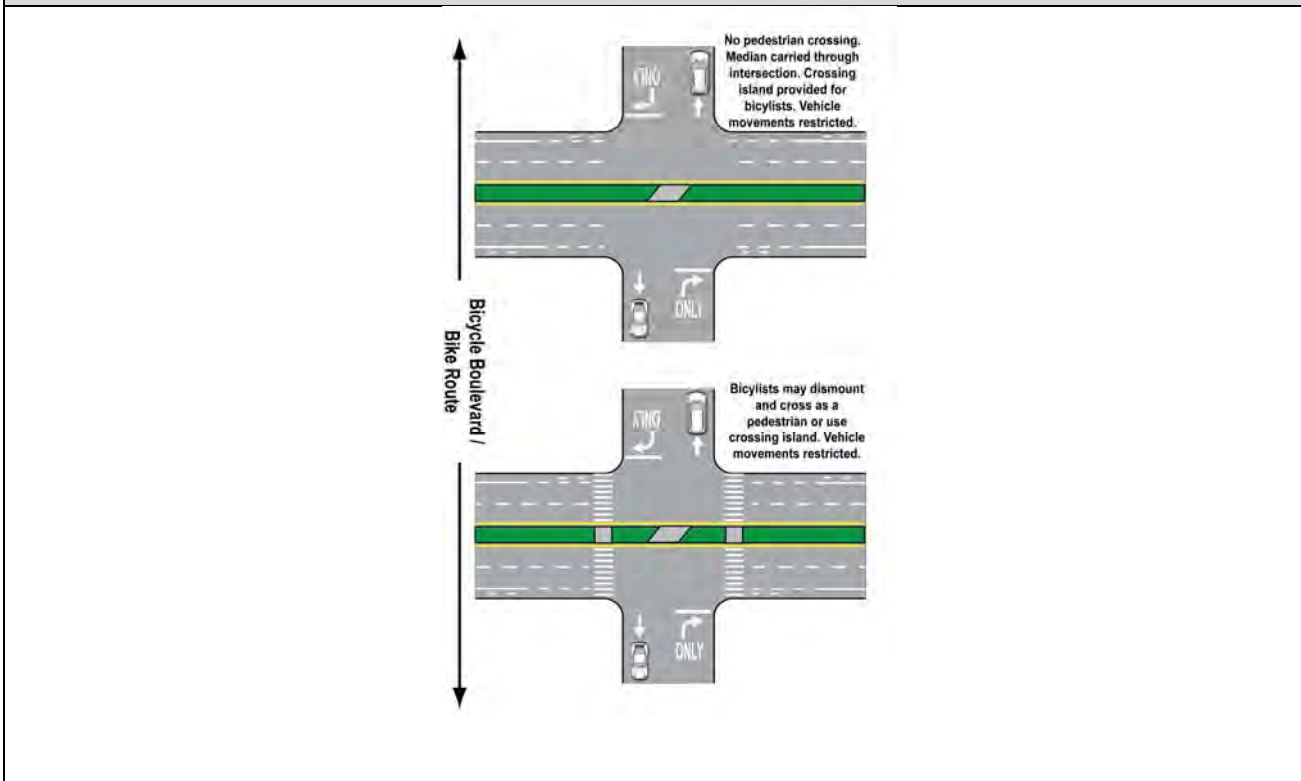 No pedestrian crossing.
Median carried through
intersection. Crossing
island provided for
bicylists. Vehicle
movements restricted.
ONLY
ONLY
Bicycle Boulevard /
Bike Route
Bicylists may dismount
and cross as a
pedestrian or use
crossing island. Vehicle
movements restricted.
ONLY
ONLY